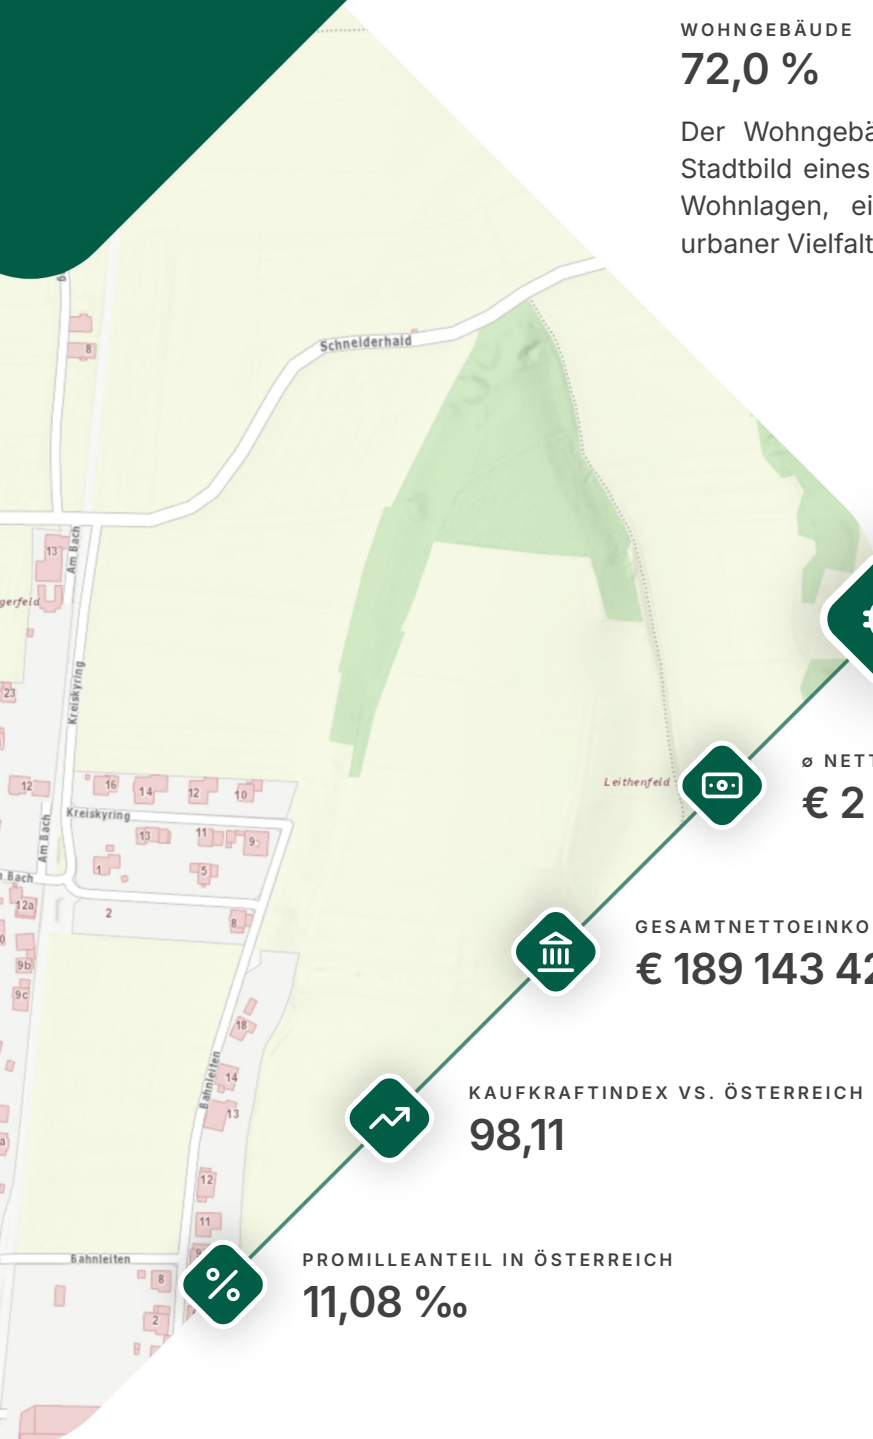 WOHNGEBÄUDE
72,0 %
Der Wohngebä
Stadtbild eines
Wohnlagen, ei
urbaner Vielfalt
8
Schneiderhaid
13
Am Bach
gerfeld
Kreiskyring
23
12
16
14
12
10
Kreiskyring
Am Bach
13
11
9
1
5
Bach
12a
2
8
9b
9c
18
Bahnleiten
14
13
12
11
Bahnleiten
8
2
Leithenfeld
ø NETT
€ 2
GESAMTNETTOEINKO
€ 189 143 42
KAUFKRAFTINDEX VS. ÖSTERREICH
98,11
PROMILLEANTEIL IN ÖSTERREICH
11,08 ‰